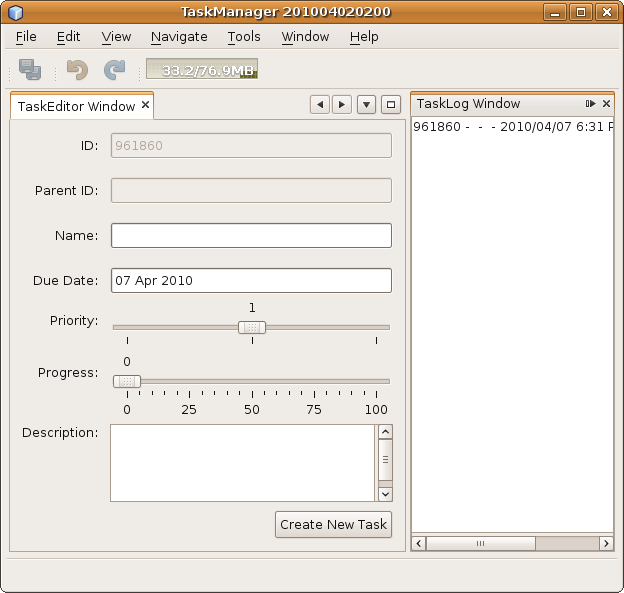 TaskManager 201004020200
File Edit View Navigate Tools Window Help
33.2/76.9MB
TaskEditor Window
TaskLog Window
961860 - - - 2010/04/07 6:31
ID: 961860
Parent ID:
Name:
Due Date: 07 Apr 2010
1
Priority:
0
Progress:
0 25 50 75 100
Description:
Create New Task